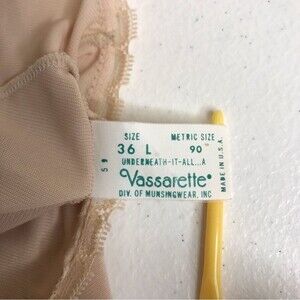 SIZE METRIC SIZE
36 L 90
UNDERNEATH-IT-ALL...A
Vassarette
DIV. OF MUNSINGWEAR, INC.
59
MADE IN U.S.A.